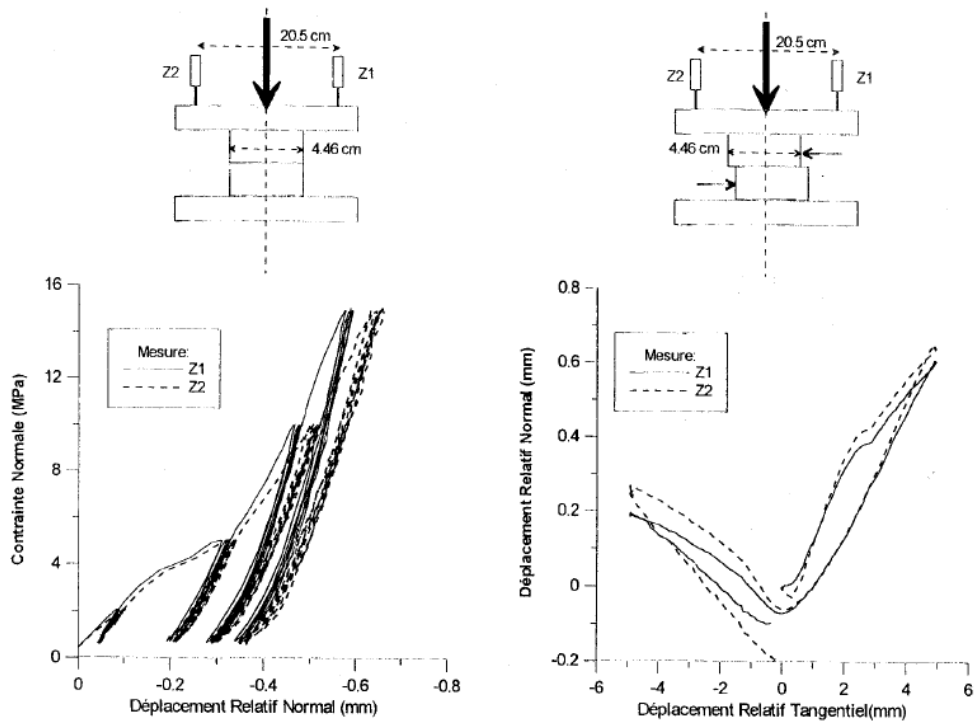 20.5 cm
Z2
Z1
4.46 cm
20.5 cm
Z2
Z1
4.46 cm
16
12
8
4
0
Contrainte Normale (MPa)
Mesure:
Z1
Z2
0
-0.2
-0.4
-0.6
-0.8
Déplacement Relatif Normal (mm)
0.8
0.6
0.4
0.2
0
-0.2
Déplacement Relatif Normal (mm)
Mesure:
Z1
Z2
-6
-4
-2
0
2
4
6
Déplacement Relatif Tangentiel(mm)